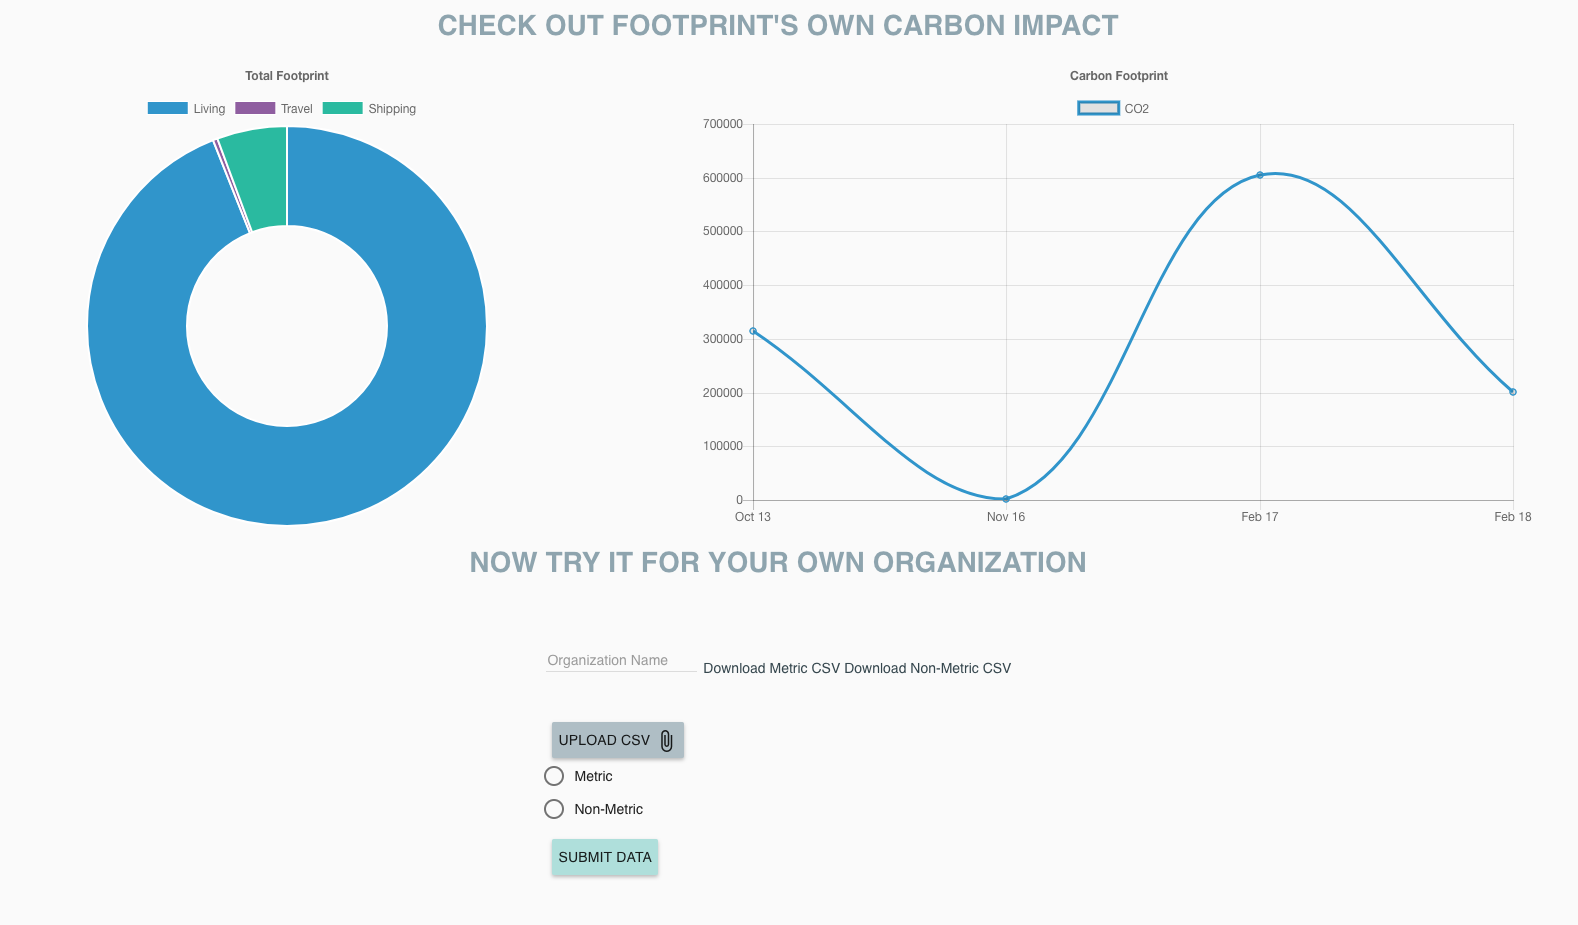 CHECK OUT FOOTPRINT'S OWN CARBON IMPACT
Total Footprint
Living Travel Shipping
Carbon Footprint
CO2
700000
600000
500000
400000
300000
200000
100000
0
Oct 13 Nov 16 Feb 17 Feb 18
NOW TRY IT FOR YOUR OWN ORGANIZATION
Organization Name Download Metric CSV Download Non-Metric CSV
UPLOAD CSV
Metric
Non-Metric
SUBMIT DATA